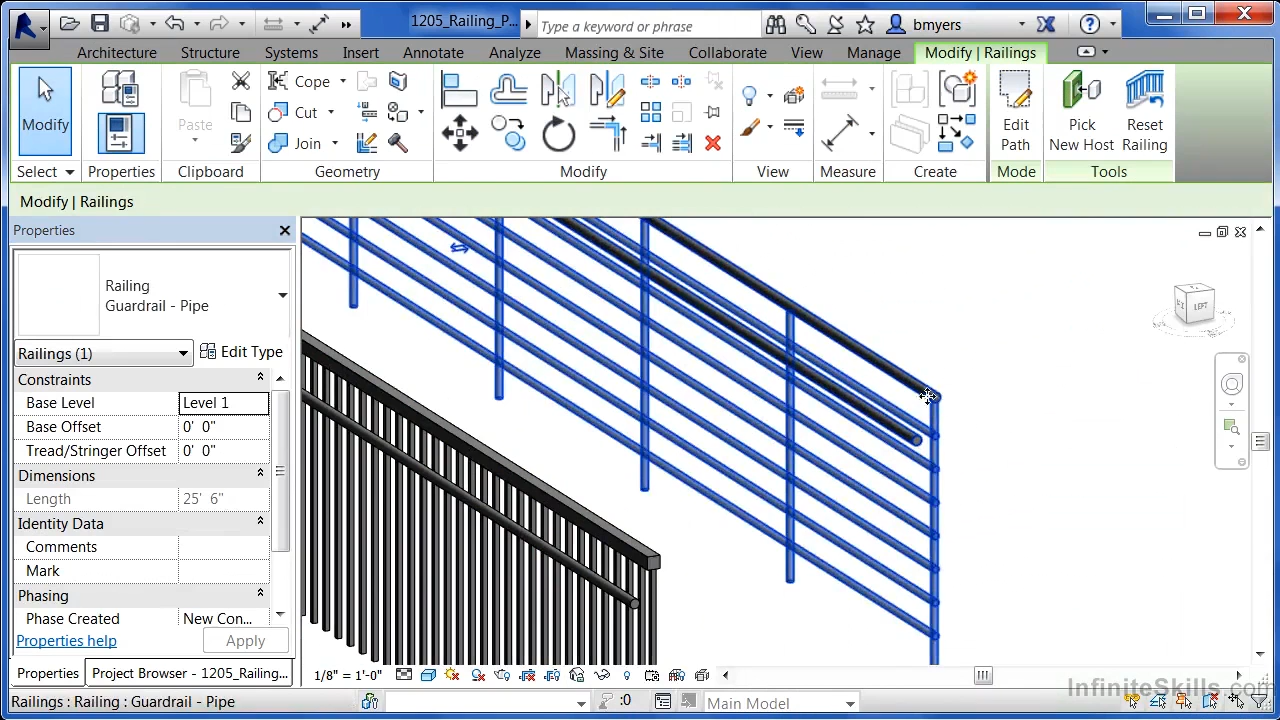 1205_Railing_P...
Type a keyword or phrase
bmyers
Architecture
Structure
Systems
Insert
Annotate
Analyze
Massing & Site
Collaborate
View
Manage
Modify | Railings
Modify
Paste
Cope
Cut
Join
Edit
Path
Pick
New Host
Reset
Railing
Select
Properties
Clipboard
Geometry
Modify
View
Measure
Create
Mode
Tools
Modify | Railings
Properties
Railing
Guardrail - Pipe
Railings (1)
Edit Type
Constraints
Base Level
Level 1
Base Offset
0' 0"
Tread/Stringer Offset
0' 0"
Dimensions
Length
25' 6"
Identity Data
Comments
Mark
Phasing
Phase Created
New Con...
Properties help
Apply
Properties
Project Browser - 1205_Railing...
LEFT
1/8" = 1'-0"
Railings : Railing : Guardrail - Pipe
:0
Main Model
InfiniteSkills.com